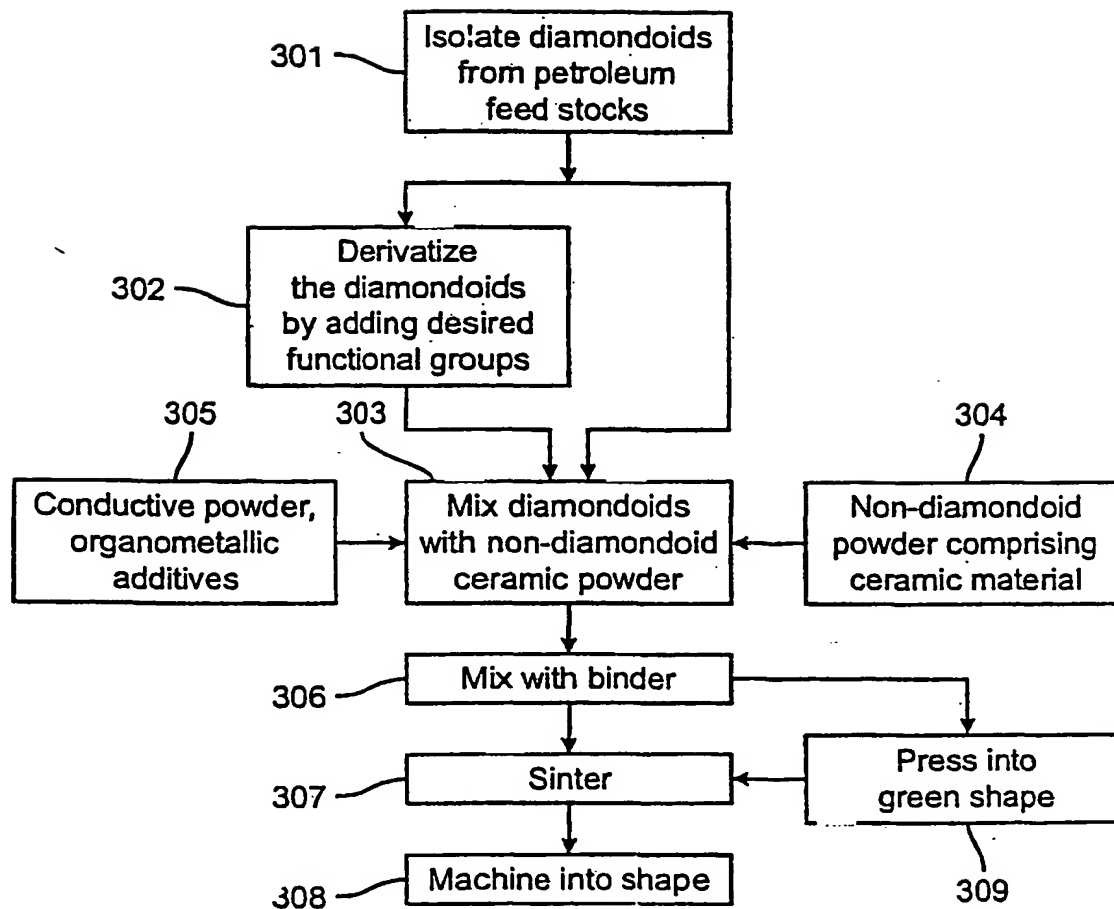 301
Isolate diamondoids
from petroleum
feed stocks
302
Derivatize
the diamondoids
by adding desired
functional groups
305
303
304
Conductive powder,
organometallic
additives
Mix diamondoids
with non-diamondoid
ceramic powder
Non-diamondoid
powder comprising
ceramic material
306
Mix with binder
307
Sinter
Press into
green shape
308
Machine into shape
309